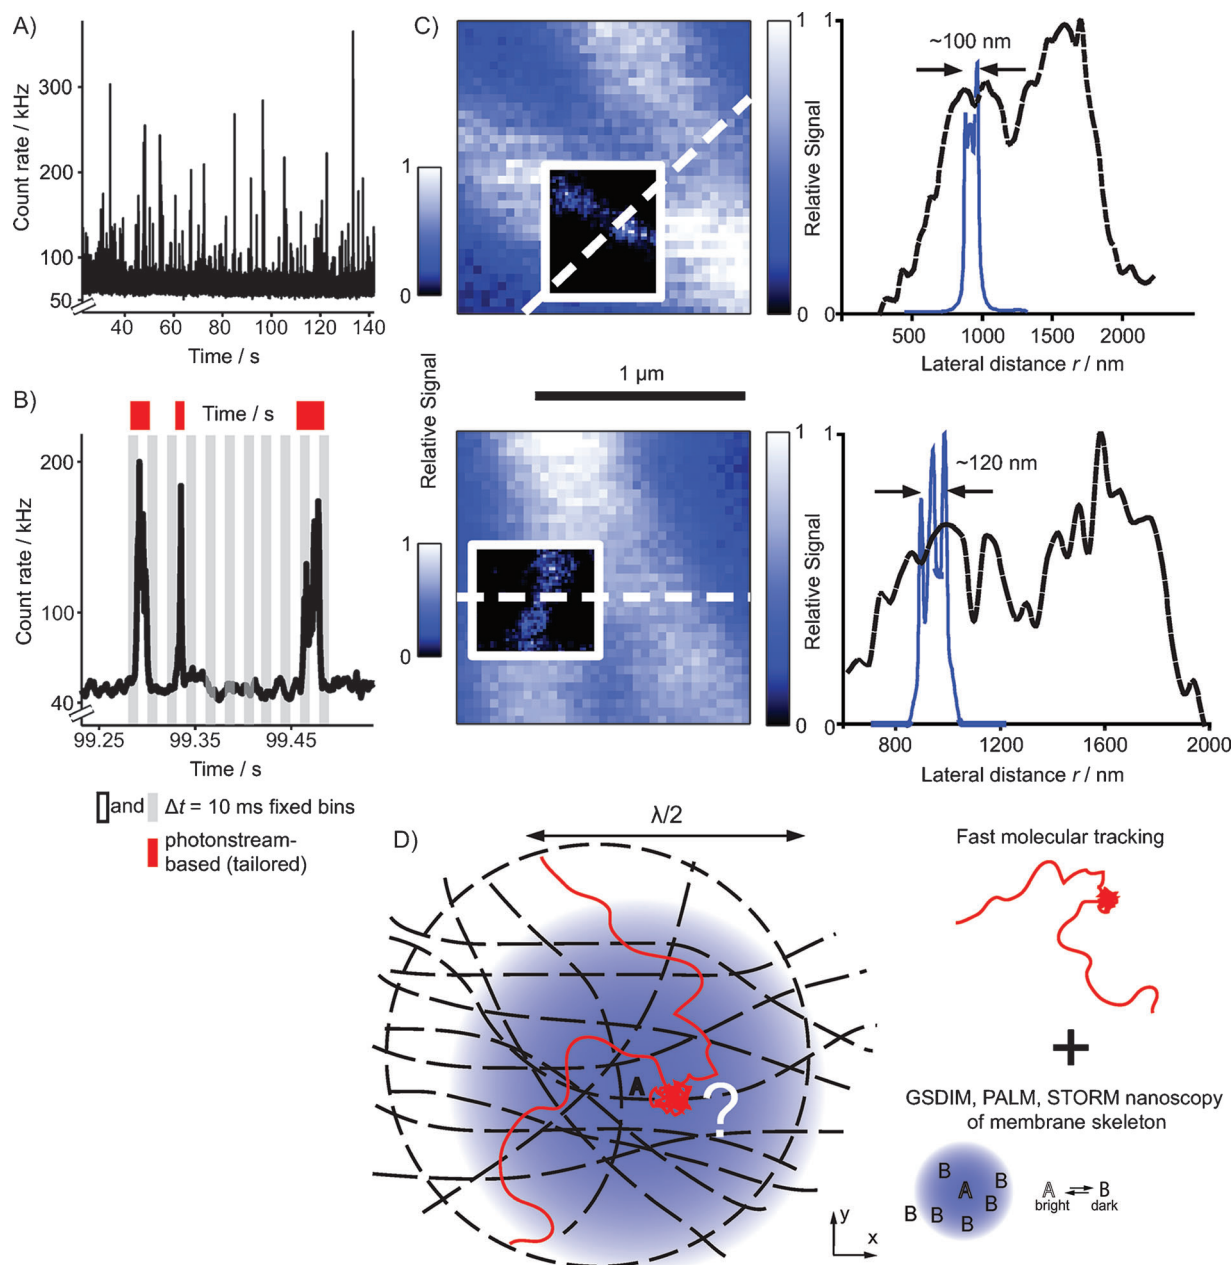 A)
Count rate / kHz
300
200
100
50
40 60 80 100 120 140
Time / s
B)
Time / s
Count rate / kHz
200
100
40
99.25 99.35 99.45
Time / s
and Δt = 10 ms fixed bins
photonstream-
based (tailored)
C)
1
0
1
0
Relative Signal
1
0
~100 nm
500 1000 1500 2000
Lateral distance r / nm
1 µm
Relative Signal
1
0
1
0
Relative Signal
1
0
~120 nm
800 1200 1600 2000
Lateral distance r / nm
D)
λ/2
A
?
y
x
Fast molecular tracking
+
GSDIM, PALM, STORM nanoscopy
of membrane skeleton
B
B
A
B
B
B
B
A B
bright dark